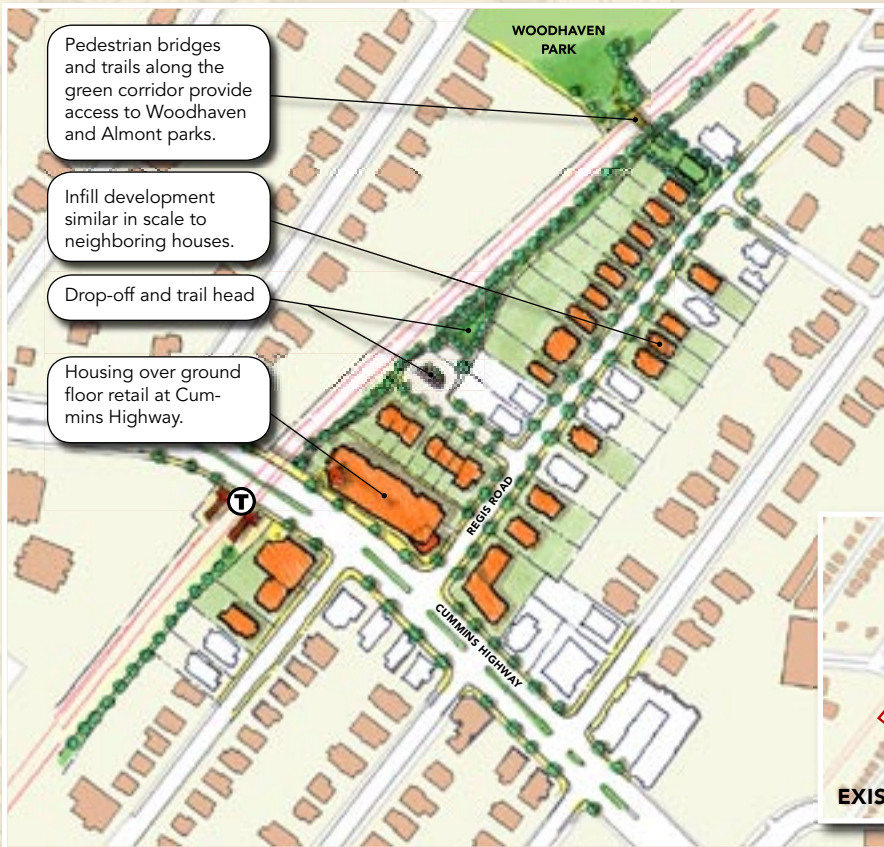 Pedestrian bridges
and trails along the
green corridor provide
access to Woodhaven
and Almont parks.
Infill development
similar in scale to
neighboring houses.
Drop-off and trail head
Housing over ground
floor retail at Cum-
mins Highway.
WOODHAVEN
PARK
T
REGIS ROAD
CUMMINS HIGHWAY
EXIS